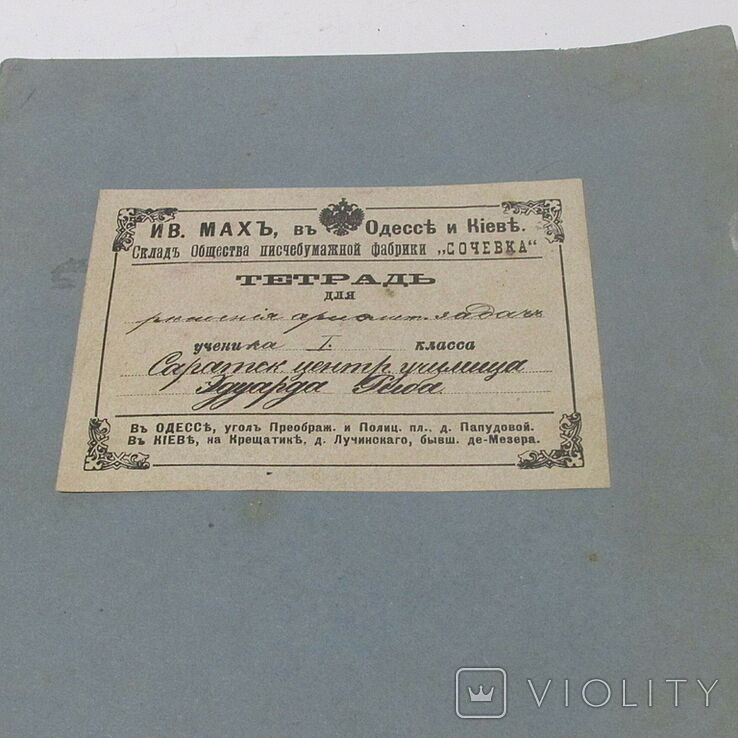 ИВ. МАХЪ, въ Одессѣ и Кіевѣ.
Складъ Общества писчебумажной фабрики „СОЧЕВКА“
ТЕТРАДЬ
ДЛЯ
рѣшенія ариѳмт. задачъ
ученика I. класса
Саратск. центр. училища
Эдуарда
Въ ОДЕССѢ, уголъ Преображ. и Полиц. пл.. д. Папудовой.
Въ КІЕВѢ, на Крещатикѣ, д. Лучинскаго, бывш. де-Мезера.
VIOLITY